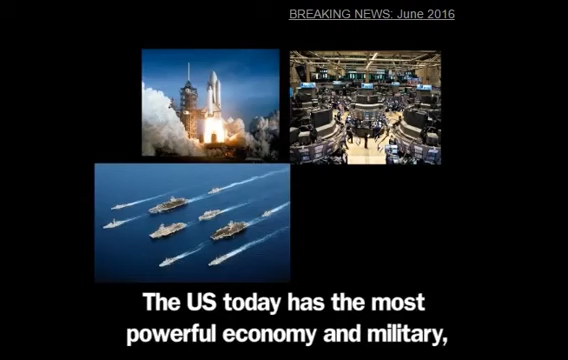 BREAKING NEWS: June 2016
The US today has the most
powerful economy and military,